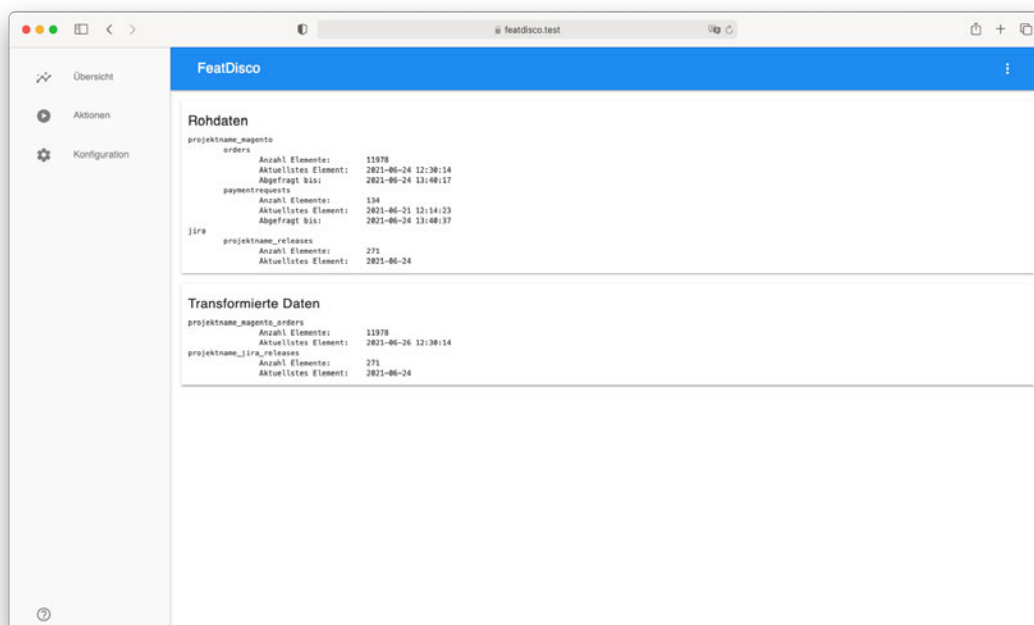 featdisco.test
FeatDisco
Übersicht
Aktionen
Konfiguration
Rohdaten
projektname_magento
orders
Anzahl Elemente: 11978
Aktuellstes Element: 2021-06-24 12:30:14
Abgefragt bis: 2021-06-24 13:40:17
paymentrequests
Anzahl Elemente: 134
Aktuellstes Element: 2021-06-21 12:14:23
Abgefragt bis: 2021-06-24 13:40:37
jira
projektname_releases
Anzahl Elemente: 271
Aktuellstes Element: 2021-06-24
Transformierte Daten
projektname_magento_orders
Anzahl Elemente: 11978
Aktuellstes Element: 2021-06-26 12:30:14
projektname_jira_releases
Anzahl Elemente: 271
Aktuellstes Element: 2021-06-24